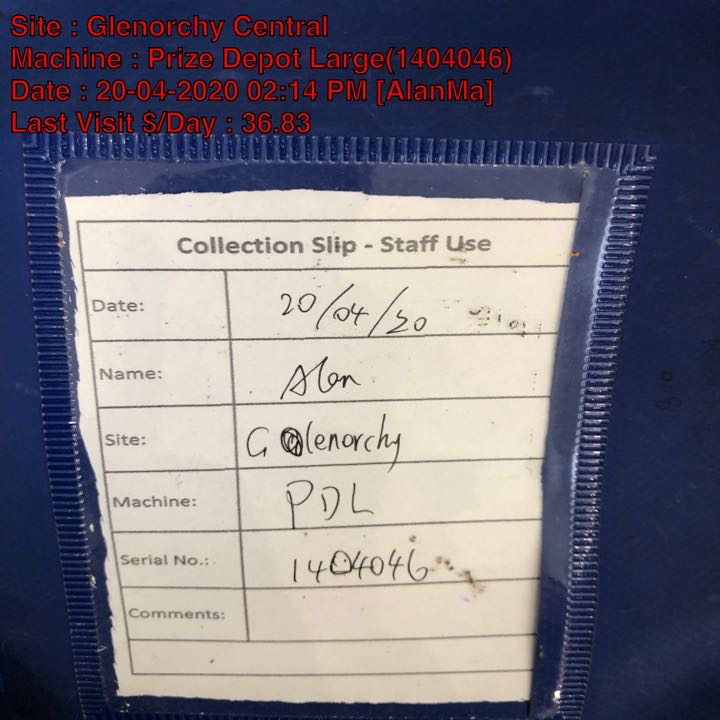 Site : Glenorchy Central
Machine : Prize Depot Large(1404046)
Date : 20-04-2020 02:14 PM [AlanMa]
Last Visit $/Day : 36.83
Collection Slip - Staff Use
Date: 20/04/20
Name: Alan
Site: G Glenorchy
Machine: PDL
Serial No.: 1404046
Comments: